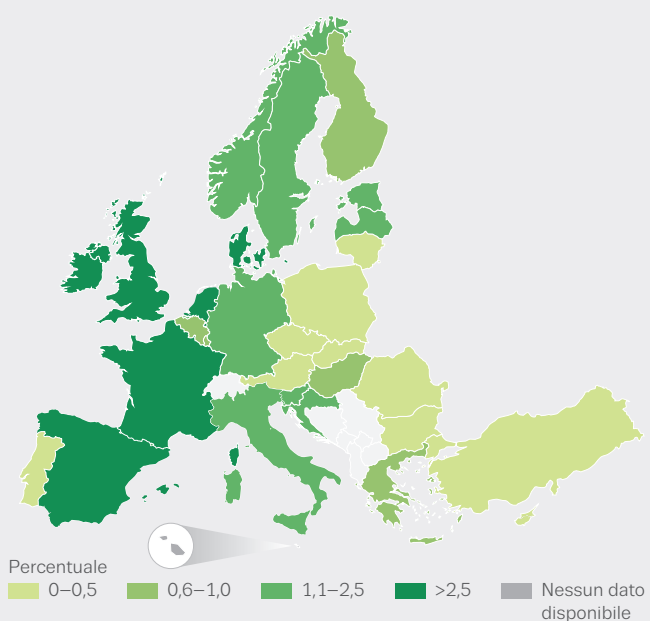 Percentuale
0–0,5 0,6–1,0 1,1–2,5 >2,5 Nessun dato
disponibile